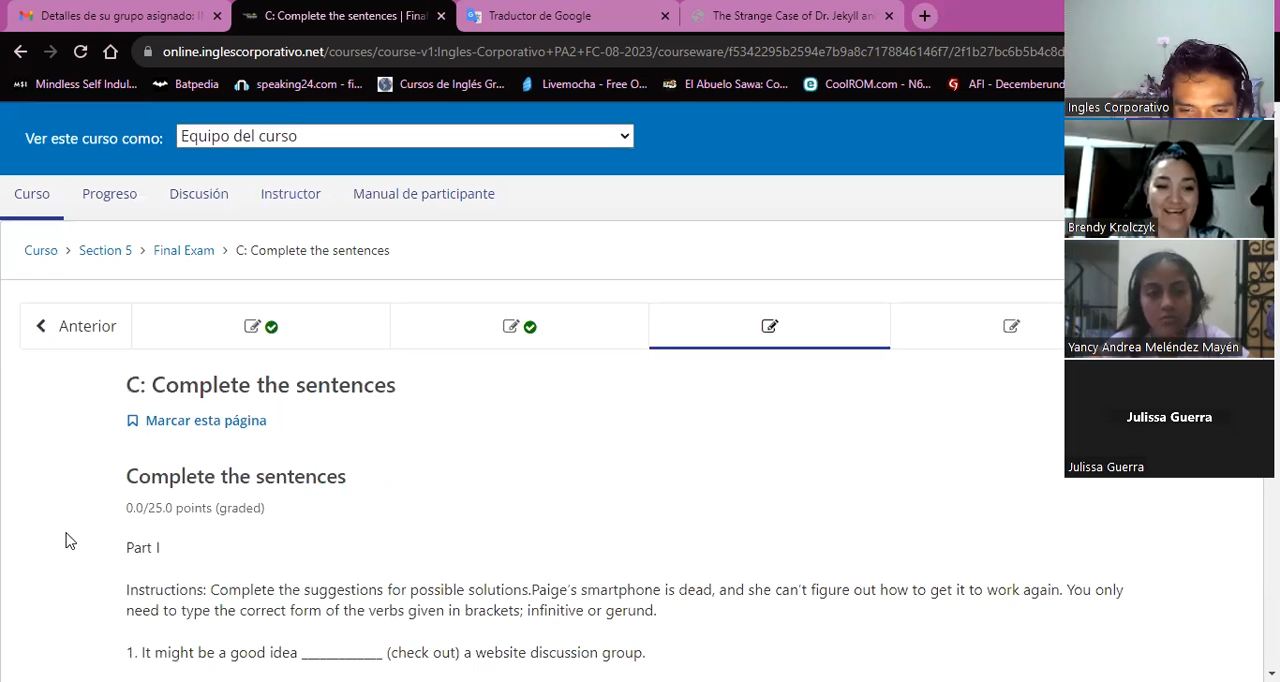 Detalles de su grupo asignado: II
C: Complete the sentences | Final
Traductor de Google
The Strange Case of Dr. Jekyll an
online.inglescorporativo.net/courses/course-v1:Ingles-Corporativo+PA2+FC-08-2023/courseware/f5342295b2594e7b9a8c7178846146f7/2f1b27bc6b5b4c8d
Mindless Self Indul...
Batpedia
speaking24.com - fi...
Cursos de Inglés Gr...
Livemocha - Free O...
El Abuelo Sawa: Co...
CoolROM.com - N6...
AFI - Decemberund
Ver este curso como:
Equipo del curso
Curso
Progreso
Discusión
Instructor
Manual de participante
Curso > Section 5 > Final Exam > C: Complete the sentences
Anterior
C: Complete the sentences
Marcar esta página
Complete the sentences
0.0/25.0 points (graded)
Part I
Instructions: Complete the suggestions for possible solutions.Paige's smartphone is dead, and she can't figure out how to get it to work again. You only
need to type the correct form of the verbs given in brackets; infinitive or gerund.
1. It might be a good idea ____________ (check out) a website discussion group.
Ingles Corporativo
Brendy Krolczyk
Yancy Andrea Meléndez Mayén
Julissa Guerra
Julissa Guerra